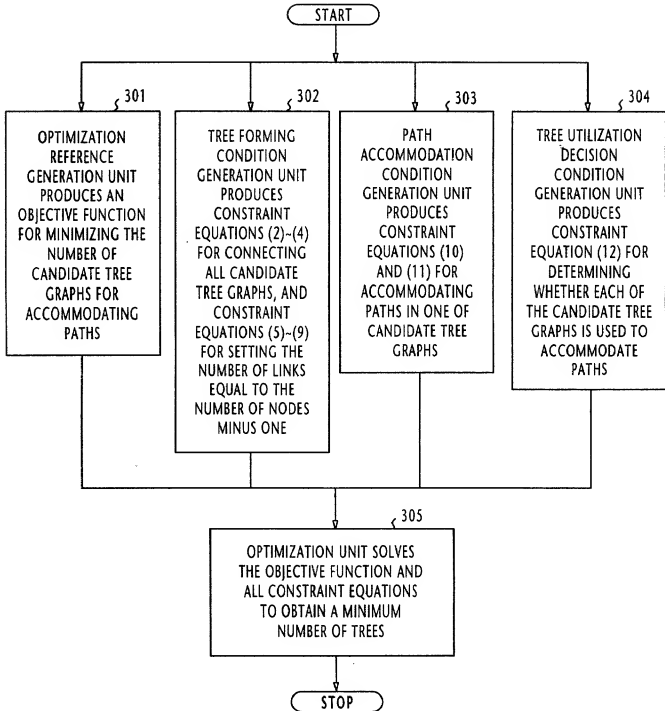 START
301
OPTIMIZATION
REFERENCE
GENERATION UNIT
PRODUCES AN
OBJECTIVE FUNCTION
FOR MINIMIZING THE
NUMBER OF
CANDIDATE TREE
GRAPHS FOR
ACCOMMODATING
PATHS
302
TREE FORMING
CONDITION
GENERATION UNIT
PRODUCES
CONSTRAINT
EQUATIONS (2)~(4)
FOR CONNECTING
ALL CANDIDATE
TREE GRAPHS, AND
CONSTRAINT
EQUATIONS (5)~(9)
FOR SETTING THE
NUMBER OF LINKS
EQUAL TO THE
NUMBER OF NODES
MINUS ONE
303
PATH
ACCOMMODATION
CONDITION
GENERATION UNIT
PRODUCES
CONSTRAINT
EQUATIONS (10)
AND (11) FOR
ACCOMMODATING
PATHS IN ONE OF
CANDIDATE TREE
GRAPHS
304
TREE UTILIZATION
DECISION
CONDITION
GENERATION UNIT
PRODUCES
CONSTRAINT
EQUATION (12) FOR
DETERMINING
WHETHER EACH OF
THE CANDIDATE TREE
GRAPHS IS USED TO
ACCOMMODATE
PATHS
305
OPTIMIZATION UNIT SOLVES
THE OBJECTIVE FUNCTION AND
ALL CONSTRAINT EQUATIONS
TO OBTAIN A MINIMUM
NUMBER OF TREES
STOP